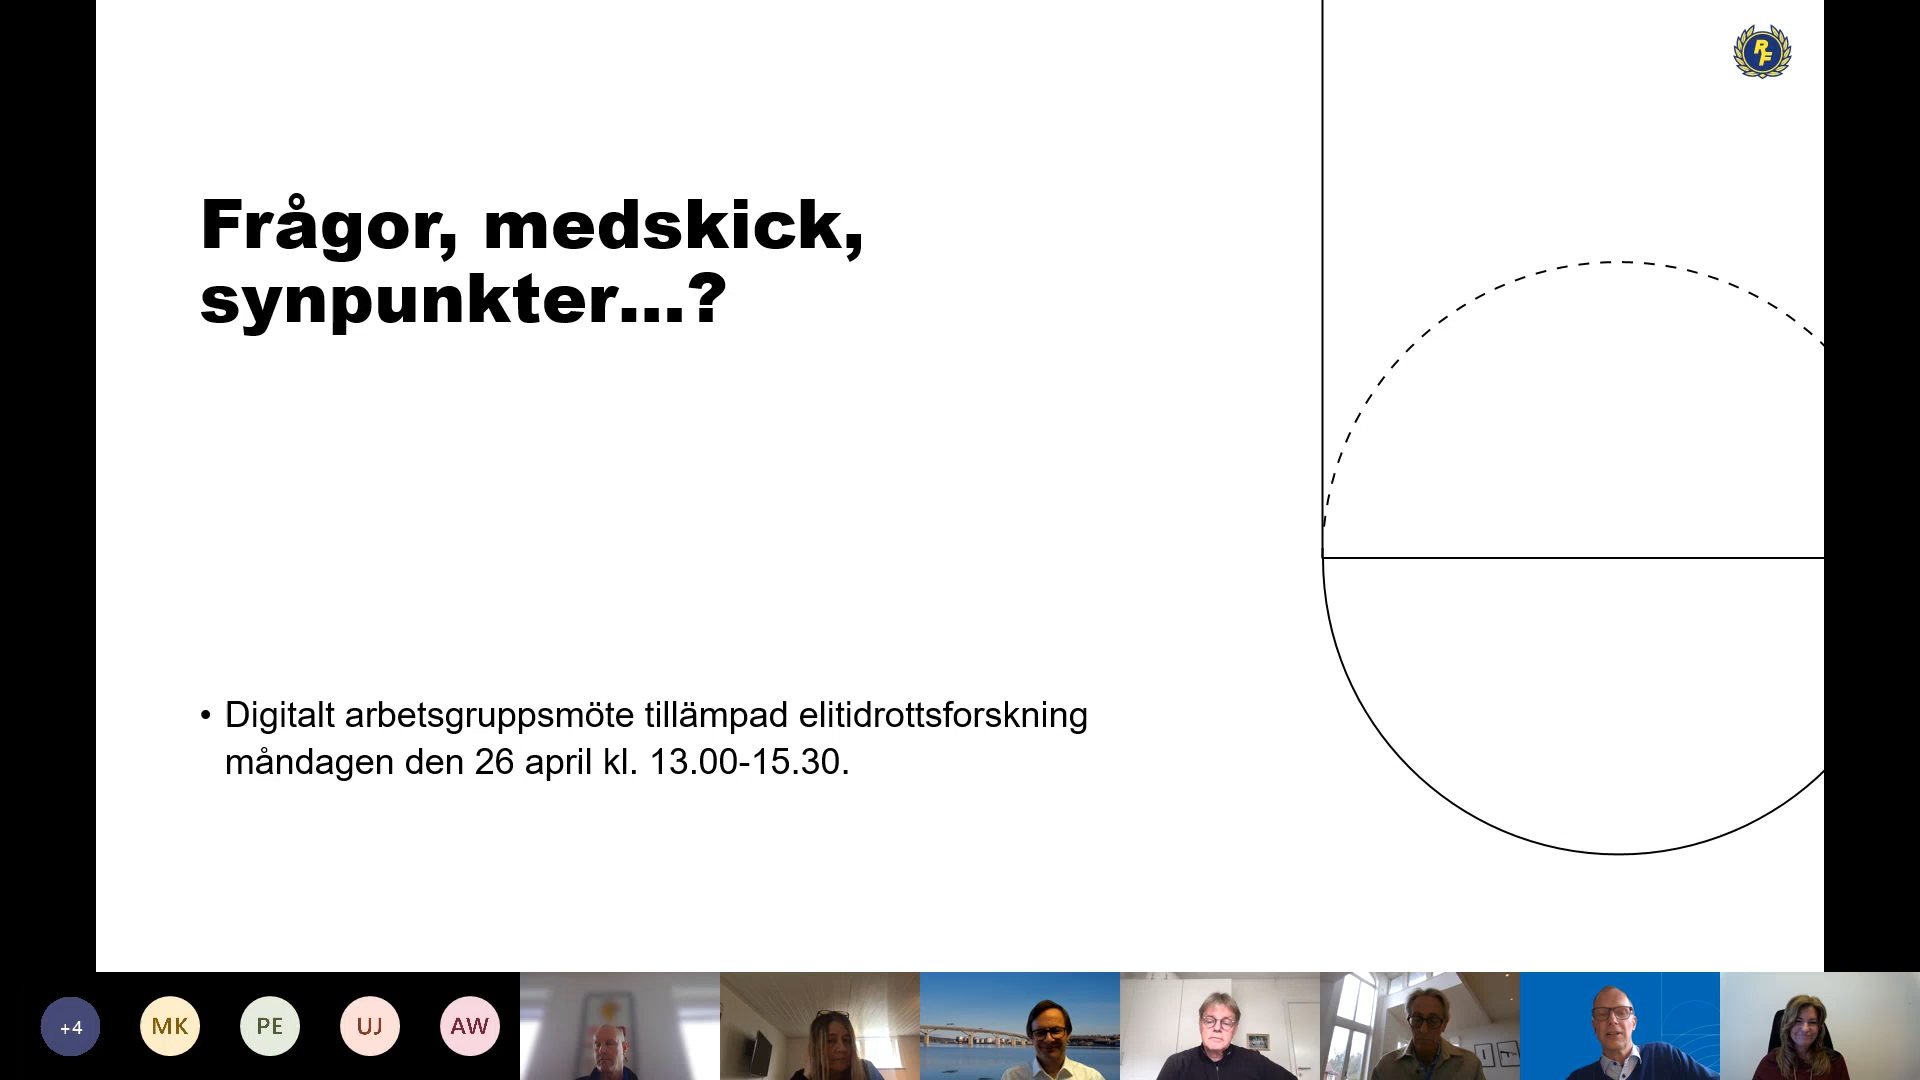 RF
Frågor, medskick,
synpunkter...?
• Digitalt arbetsgruppsmöte tillämpad elitidrottsforskning
måndagen den 26 april kl. 13.00-15.30.
+4
MK
PE
UJ
AW